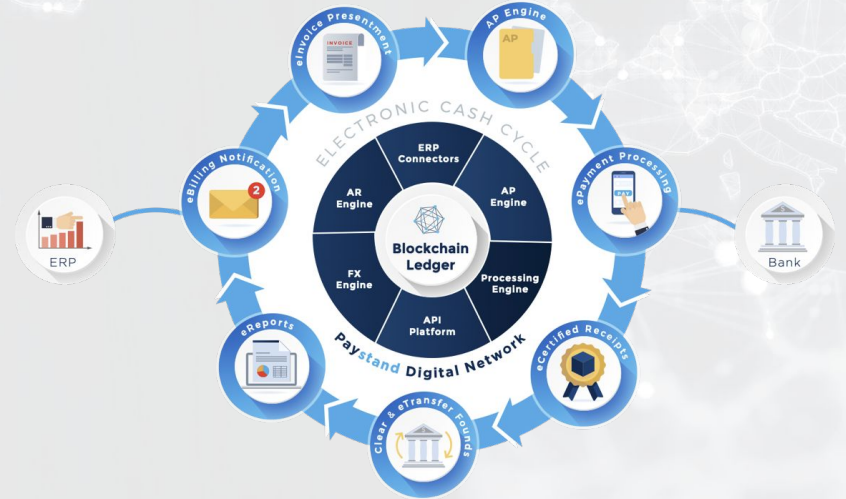 eInvoice Presentment
INVOICE
AP Engine
AP
ELECTRONIC CASH CYCLE
eBilling Notification
2
ePayment Processing
PAY
ERP
Connectors
AR
Engine
AP
Engine
Blockchain
Ledger
FX
Engine
Processing
Engine
API
Platform
Paystand Digital Network
ERP
Bank
eReports
eCertified Receipts
Clear & eTransfer Founds